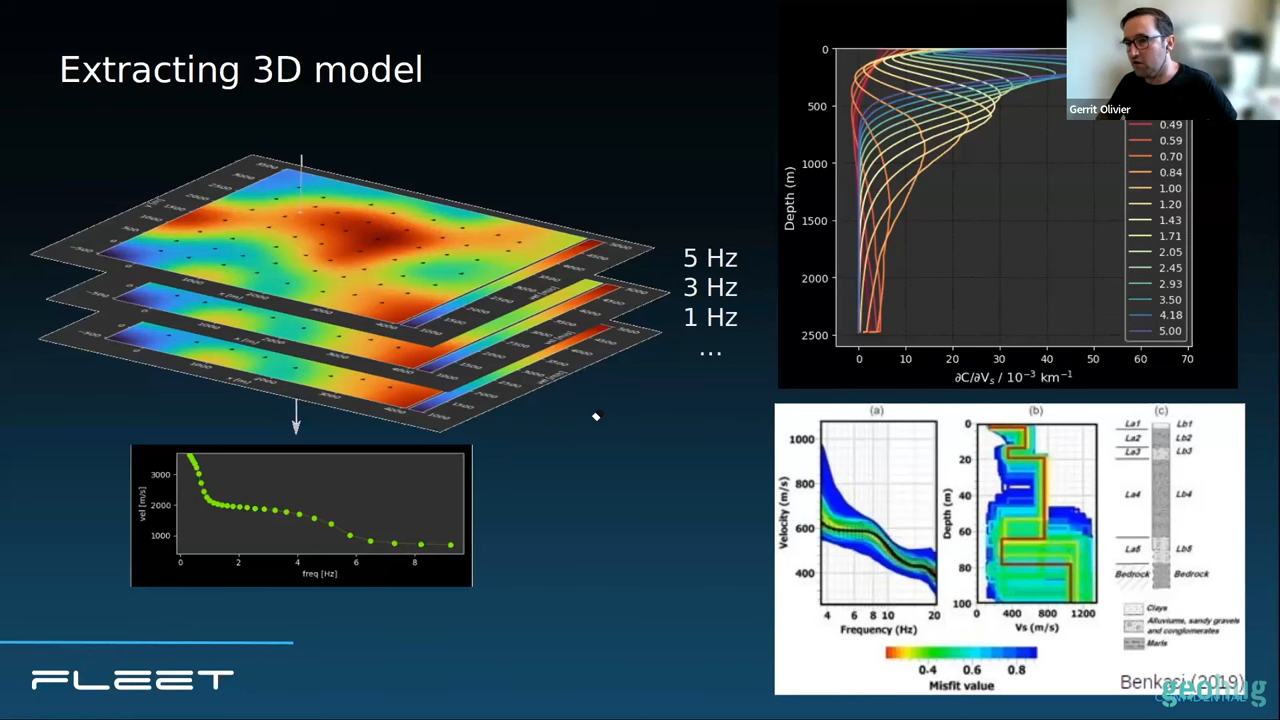 Extracting 3D model
5 Hz
3 Hz
1 Hz
...
3000
2000
1000
vel [m/s]
0 2 4 6 8
freq [Hz]
FLEET
Gerrit Olivier
0
500
1000
1500
2000
2500
Depth (m)
0 10 20 30 40 50 60 70
∂C/∂Vs / 10⁻³ km⁻¹
0.49
0.59
0.70
0.84
1.00
1.20
1.43
1.71
2.05
2.45
2.93
3.50
4.18
5.00
(a) (b) (c)
1000
800
600
400
Velocity (m/s)
4 6 8 10 20
Frequency (Hz)
0
20
40
60
80
100
Depth (m)
0 400 800 1200
Vs (m/s)
La1 Lb1
La2 Lb2
La3 Lb3
La4 Lb4
La5 Lb5
Bedrock Bedrock
Clays
Alluviums, sandy gravels
and conglomerates
Marls
0.4 0.6 0.8
Misfit value
(2019)
geohug